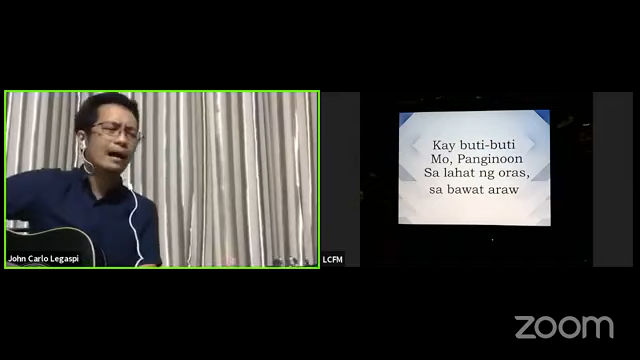 Kay buti-buti
Mo, Panginoon
Sa lahat ng oras,
sa bawat araw
John Carlo Legaspi
LCFM
zoom